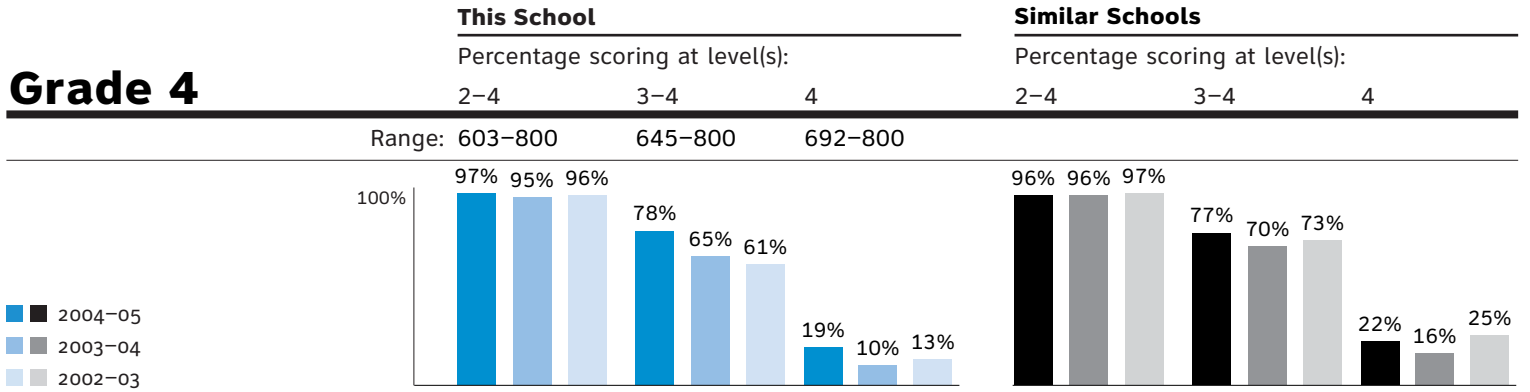 This School Similar Schools
Percentage scoring at level(s): Percentage scoring at level(s):
Grade 4 2–4 3–4 4 2–4 3–4 4
Range: 603–800 645–800 692–800
97% 95% 96% 96% 96% 97%
100%
78% 77% 70% 73%
65% 61%
19% 10% 13% 22% 16% 25%
2004–05
2003–04
2002–03